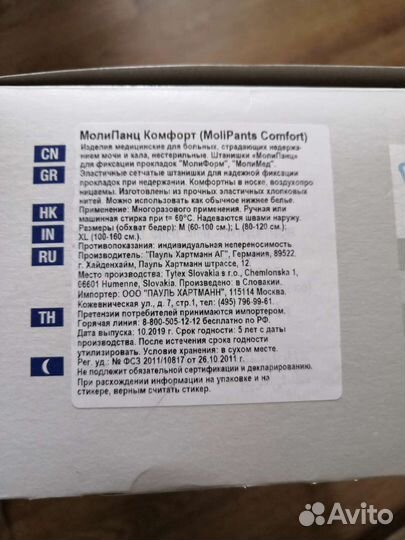 МолиПанц Комфорт (MoliPants Comfort)
Изделия медицинские для больных, страдающих недержа-
нием мочи и кала, нестерильные. Штанишки «МолиПанц»
для фиксации прокладок "МолиФорм", "МолиМед".
Эластичные сетчатые штанишки для надежной фиксации
прокладок при недержании. Комфортны в носке, воздухопро
ницаемы. Изготовлены из прочных эластичных хлопковых
нитей. Можно использовать как обычное нижнее белье.
Применение: Многоразового применения. Ручная или
машинная стирка при t= 60°С. Надеваются швами наружу.
Размеры (обхват бедер): M (60-100 см.); L (80-120 см.);
XL (100-160 см.)
Противопоказания: индивидуальная непереносимость
Производитель: "Пауль Хартманн АГ", Германия, 89522.
г. Хайденхайм, Пауль Хартманн штрассе, 12.
Место производства: Tytex Slovakia s r.o., Chemlonska 1,
06601 Humenne, Slovakia. Произведено в Словакии.
Импортер: ООО "ПАУЛЬ ХАРТМАНН", 115114 Москва.
Кожевническая ул., д. 7, стр.1, тел: (495) 796-99-61.
Претензии потребителей принимаются импортером.
Горячая линия: 8-800-505-12-12 бесплатно по РФ.
Дата выпуска: 10.2019 г. Срок годности: 5 лет с даты
производства. После истечения срока годности
утилизировать. Условие хранения: в сухом месте.
Рег. уд.: № ФСЗ 2011/10817 от 26.10.2011 г.
Не подлежит обязательной сертификации и декларированию.
При расхождении информации на упаковке и на
стикере, верным считать стикер.
CN
GR
HK
IN
RU
TH
Avito